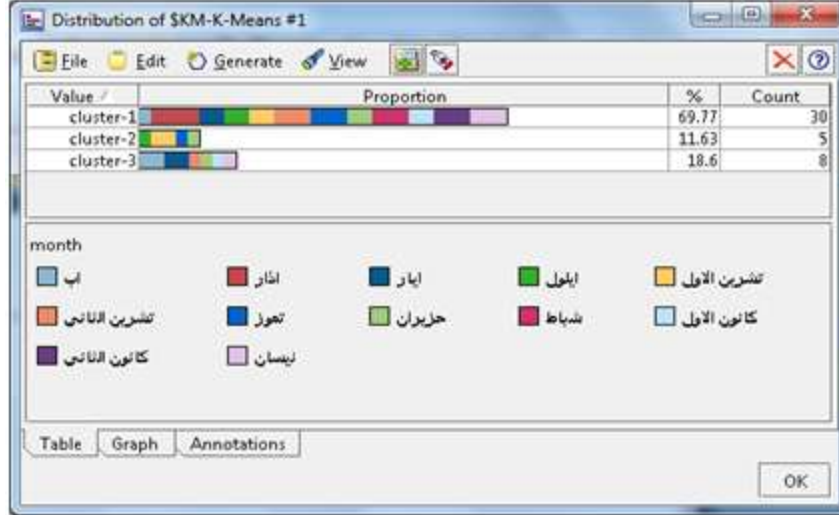 Distribution of $KM-K-Means #1
File Edit Generate View
Value Proportion % Count
cluster-1 69.77 30
cluster-2 11.63 5
cluster-3 18.6 8
month
اب اذار ايار ايلول تشرين الاول
تشرين الثاني تموز حزيران شباط كانون الاول
كانون الثاني نيسان
Table Graph Annotations
OK